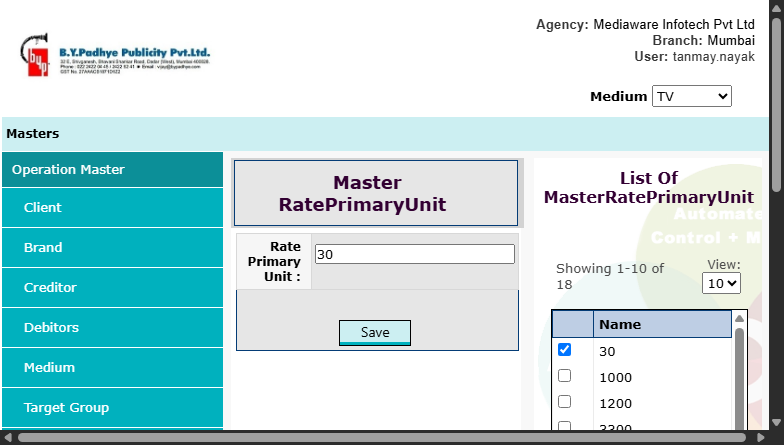 Agency: Mediaware Infotech Pvt Ltd
Branch: Mumbai
User: tanmay.nayak
B.Y.Padhye Publicity Pvt.Ltd.
Medium TV
Masters
Operation Master
Client
Brand
Creditor
Debitors
Medium
Target Group
Master
RatePrimaryUnit
Rate
Primary
Unit :
30
Save
List Of
MasterRatePrimaryUnit
Automate
Control + M
Showing 1-10 of
18
View:
10
Name
30
1000
1200
3300